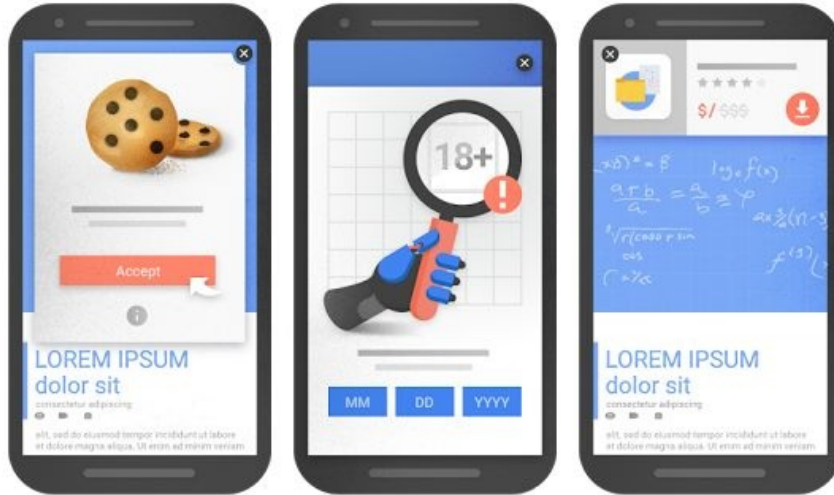 Accept
LOREM IPSUM
dolor sit
consectetur adipiscing
elit, sed do eiusmod tempor incididunt ut labore
et dolore magna aliqua. Ut enim ad minim veniam
18+
!
MM DD YYYY
$/$$$
a+b/a = a/b ≅ φ
LOREM IPSUM
dolor sit
consectetur adipiscing
elit, sed do eiusmod tempor incididunt ut labore
et dolore magna aliqua. Ut enim ad minim veniam